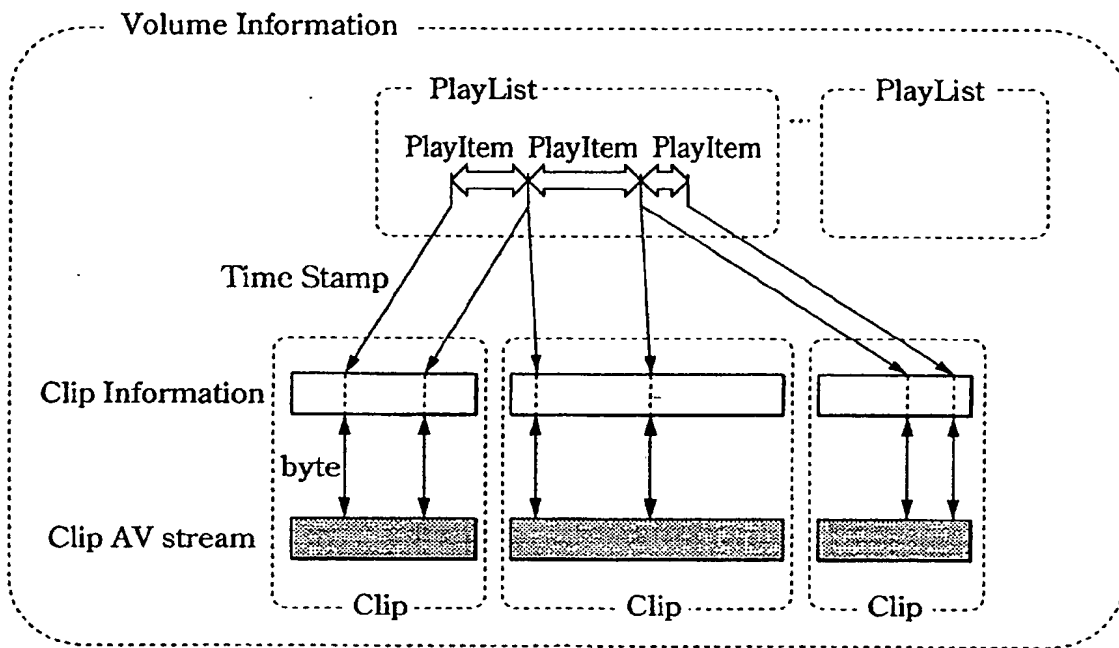 Volume Information
PlayList
...
PlayList
PlayItem PlayItem PlayItem
Time Stamp
Clip Information
byte
Clip AV stream
Clip
Clip
Clip